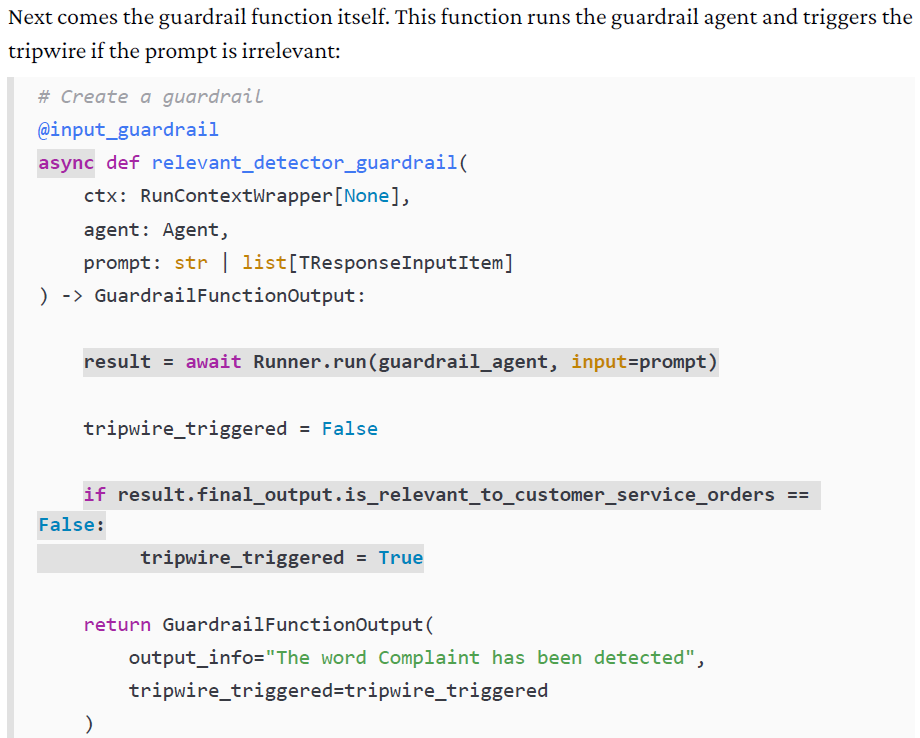 Next comes the guardrail function itself. This function runs the guardrail agent and triggers the
tripwire if the prompt is irrelevant:
# Create a guardrail
@input_guardrail
async def relevant_detector_guardrail(
    ctx: RunContextWrapper[None],
    agent: Agent,
    prompt: str | list[TResponseInputItem]
) -> GuardrailFunctionOutput:
    result = await Runner.run(guardrail_agent, input=prompt)
    tripwire_triggered = False
    if result.final_output.is_relevant_to_customer_service_orders ==
False:
        tripwire_triggered = True
    return GuardrailFunctionOutput(
        output_info="The word Complaint has been detected",
        tripwire_triggered=tripwire_triggered
    )